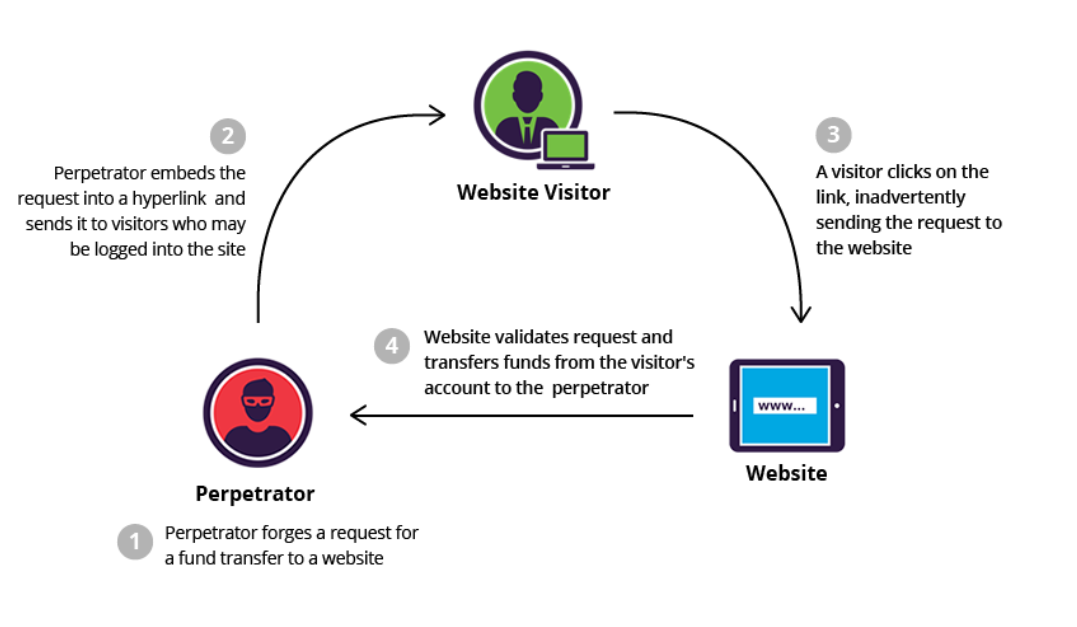 2
Perpetrator embeds the
request into a hyperlink and
sends it to visitors who may
be logged into the site
Website Visitor
3
A visitor clicks on the
link, inadvertently
sending the request to
the website
4
Website validates request and
transfers funds from the visitor's
account to the perpetrator
www...
Website
Perpetrator
1
Perpetrator forges a request for
a fund transfer to a website